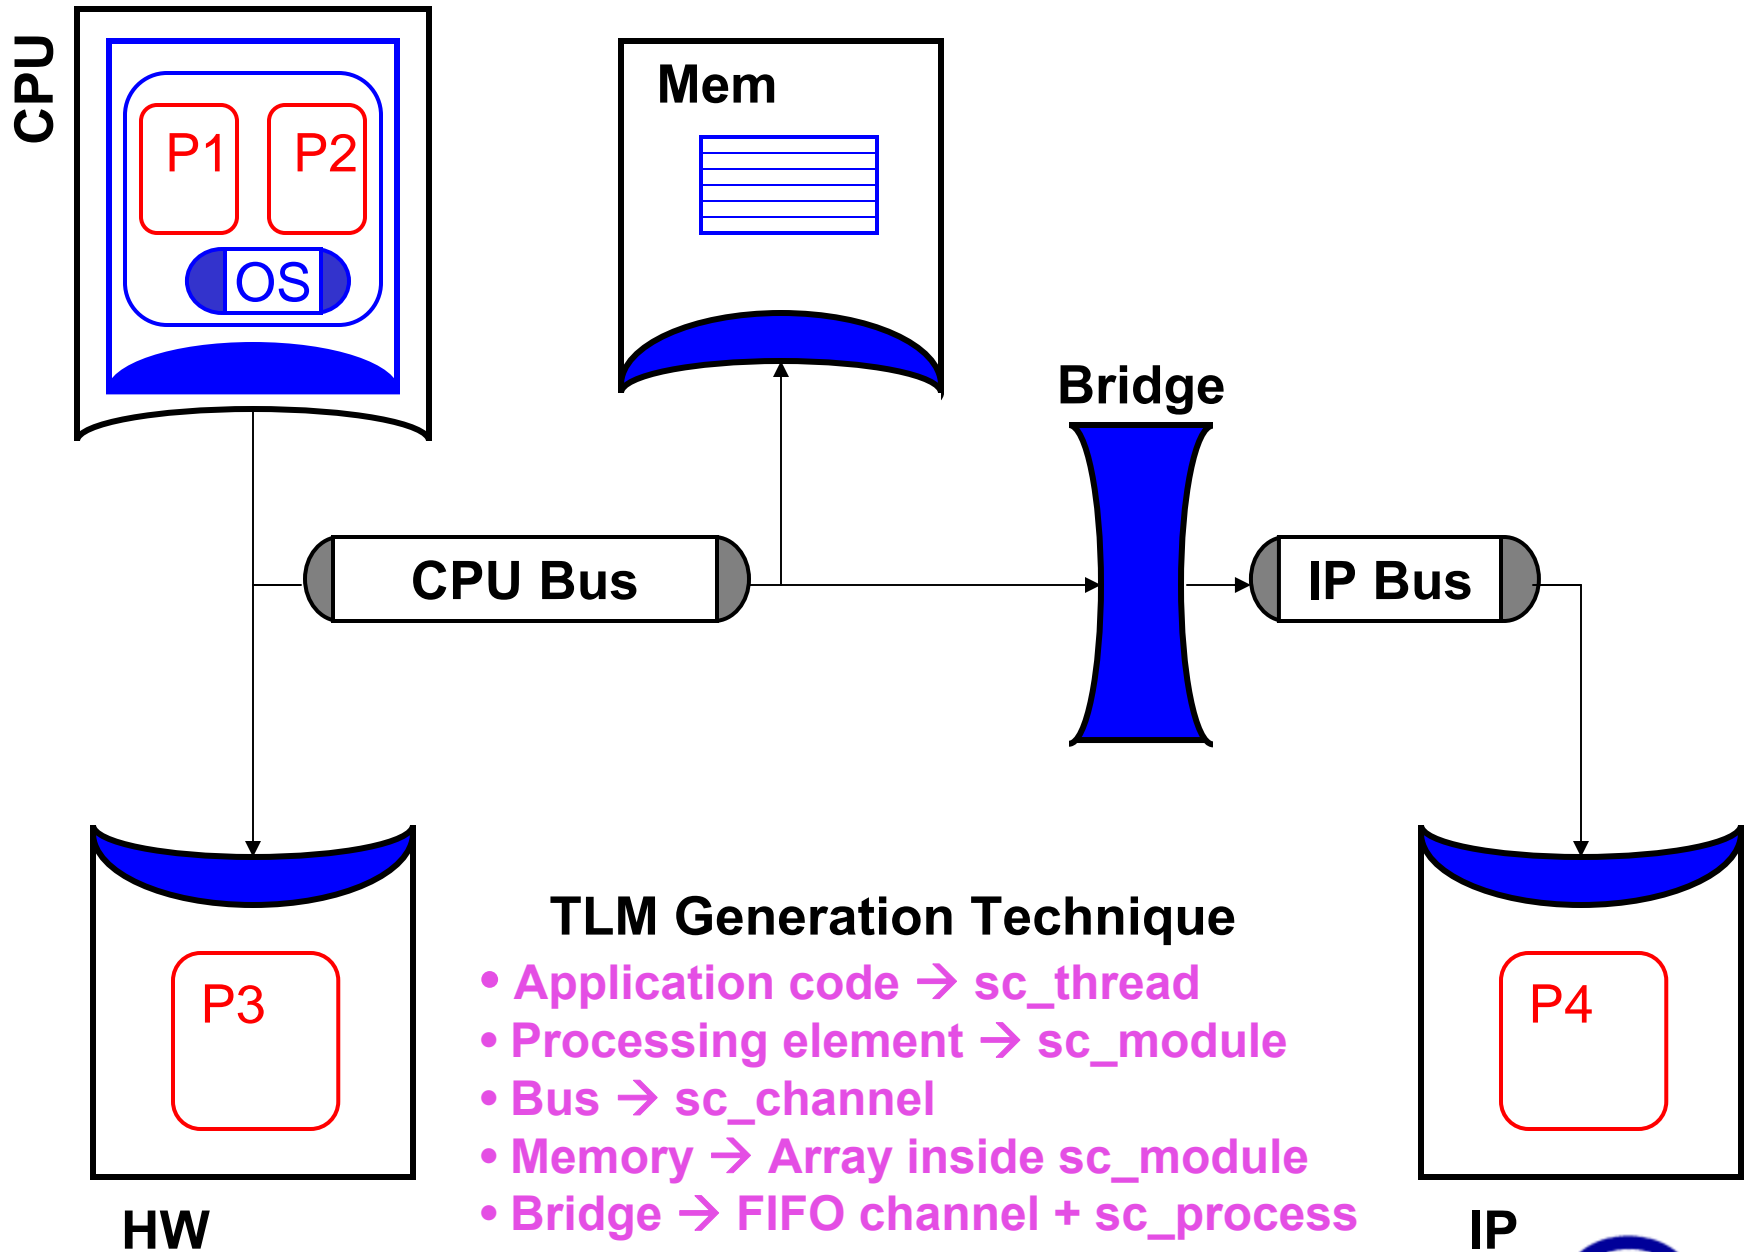 CPU
P1
P2
OS
Mem
Bridge
CPU Bus
IP Bus
P3
P4
TLM Generation Technique
• Application code → sc_thread
• Processing element → sc_module
• Bus → sc_channel
• Memory → Array inside sc_module
• Bridge → FIFO channel + sc_process
HW
IP